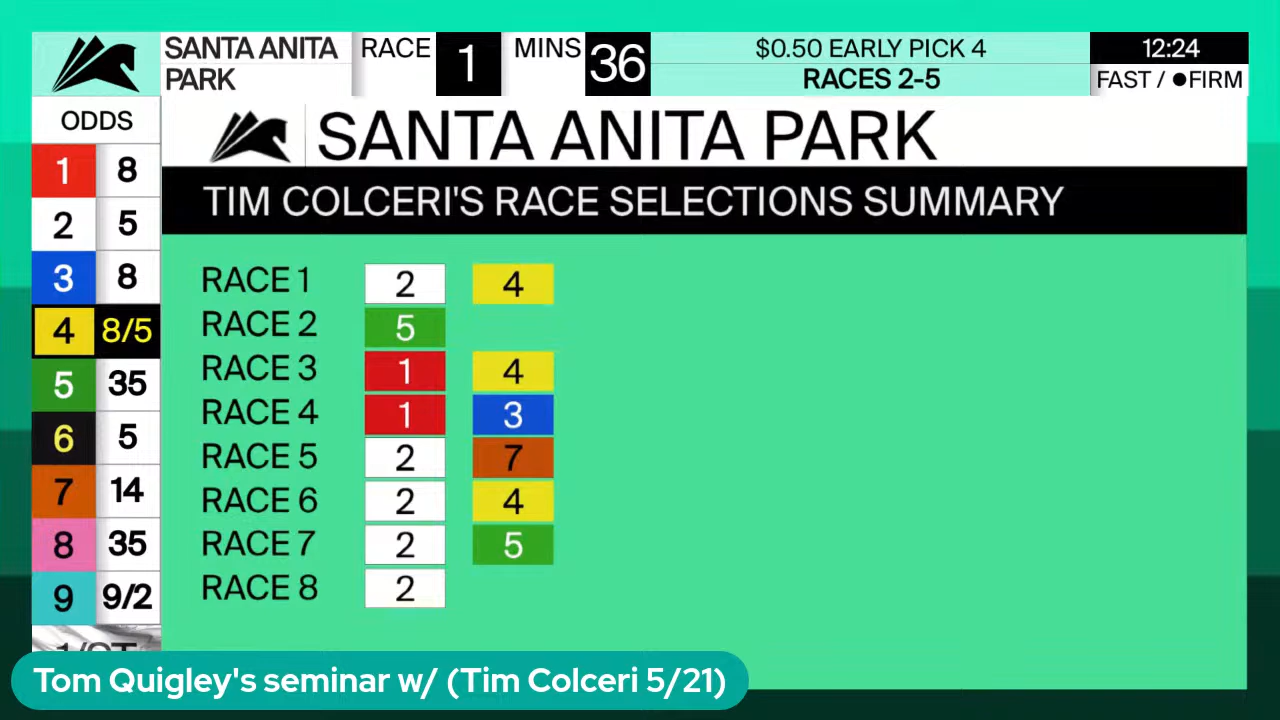 SANTA ANITA PARK
RACE 1
MINS 36
$0.50 EARLY PICK 4
RACES 2-5
12:24
FAST / ●FIRM
ODDS
1 8
2 5
3 8
4 8/5
5 35
6 5
7 14
8 35
9 9/2
SANTA ANITA PARK
TIM COLCERI'S RACE SELECTIONS SUMMARY
RACE 1 2 4
RACE 2 5
RACE 3 1 4
RACE 4 1 3
RACE 5 2 7
RACE 6 2 4
RACE 7 2 5
RACE 8 2
Tom Quigley's seminar w/ (Tim Colceri 5/21)